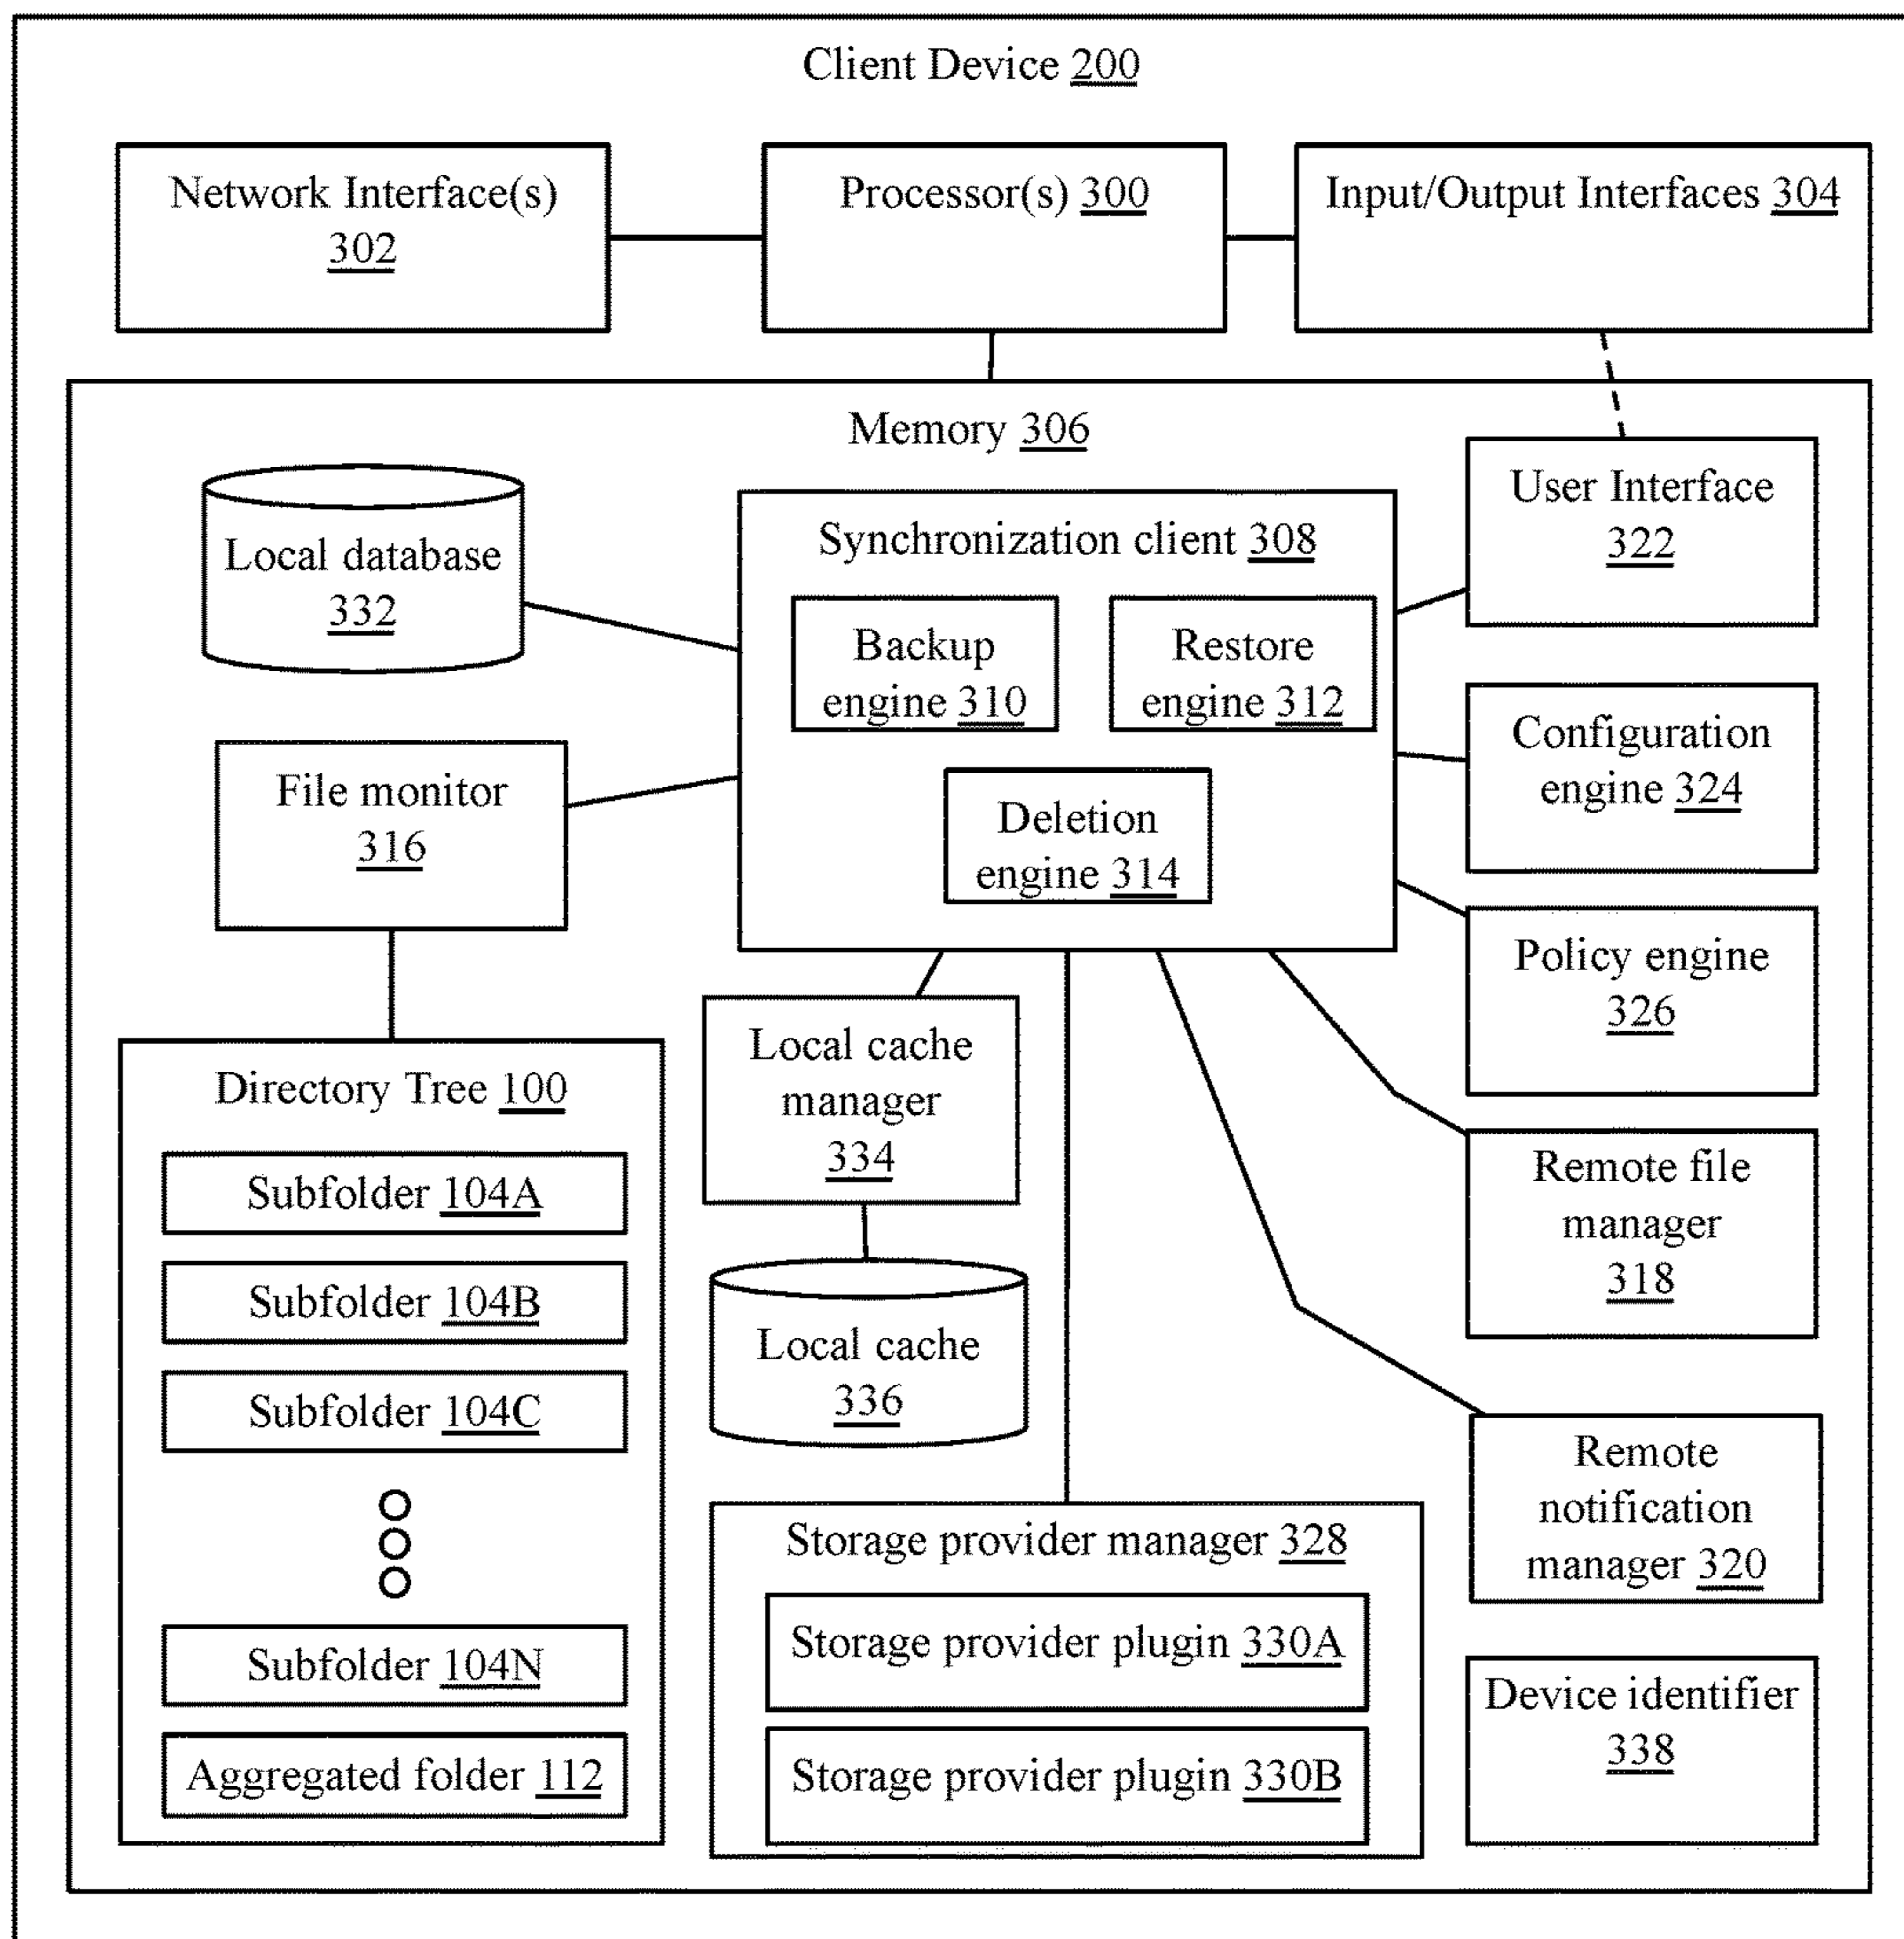 Client Device 200
Network Interface(s)
302
Processor(s) 300
Input/Output Interfaces 304
Memory 306
Local database
332
Synchronization client 308
Backup
engine 310
Restore
engine 312
Deletion
engine 314
User Interface
322
Configuration
engine 324
Policy engine
326
File monitor
316
Directory Tree 100
Subfolder 104A
Subfolder 104B
Subfolder 104C
Subfolder 104N
Aggregated folder 112
Local cache
manager
334
Local cache
336
Storage provider manager 328
Storage provider plugin 330A
Storage provider plugin 330B
Remote file
manager
318
Remote
notification
manager 320
Device identifier
338